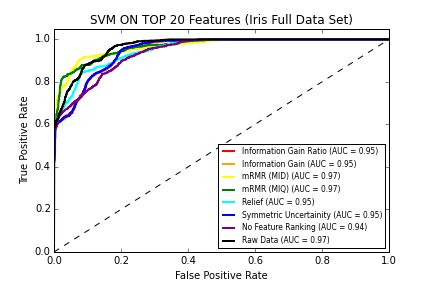 SVM ON TOP 20 Features (Iris Full Data Set)
1.0
0.8
0.6
0.4
0.2
0.0
True Positive Rate
Information Gain Ratio (AUC = 0.95)
Information Gain (AUC = 0.95)
mRMR (MID) (AUC = 0.97)
mRMR (MIQ) (AUC = 0.97)
Relief (AUC = 0.95)
Symmetric Uncertainity (AUC = 0.95)
No Feature Ranking (AUC = 0.94)
Raw Data (AUC = 0.97)
0.0 0.2 0.4 0.6 0.8 1.0
False Positive Rate